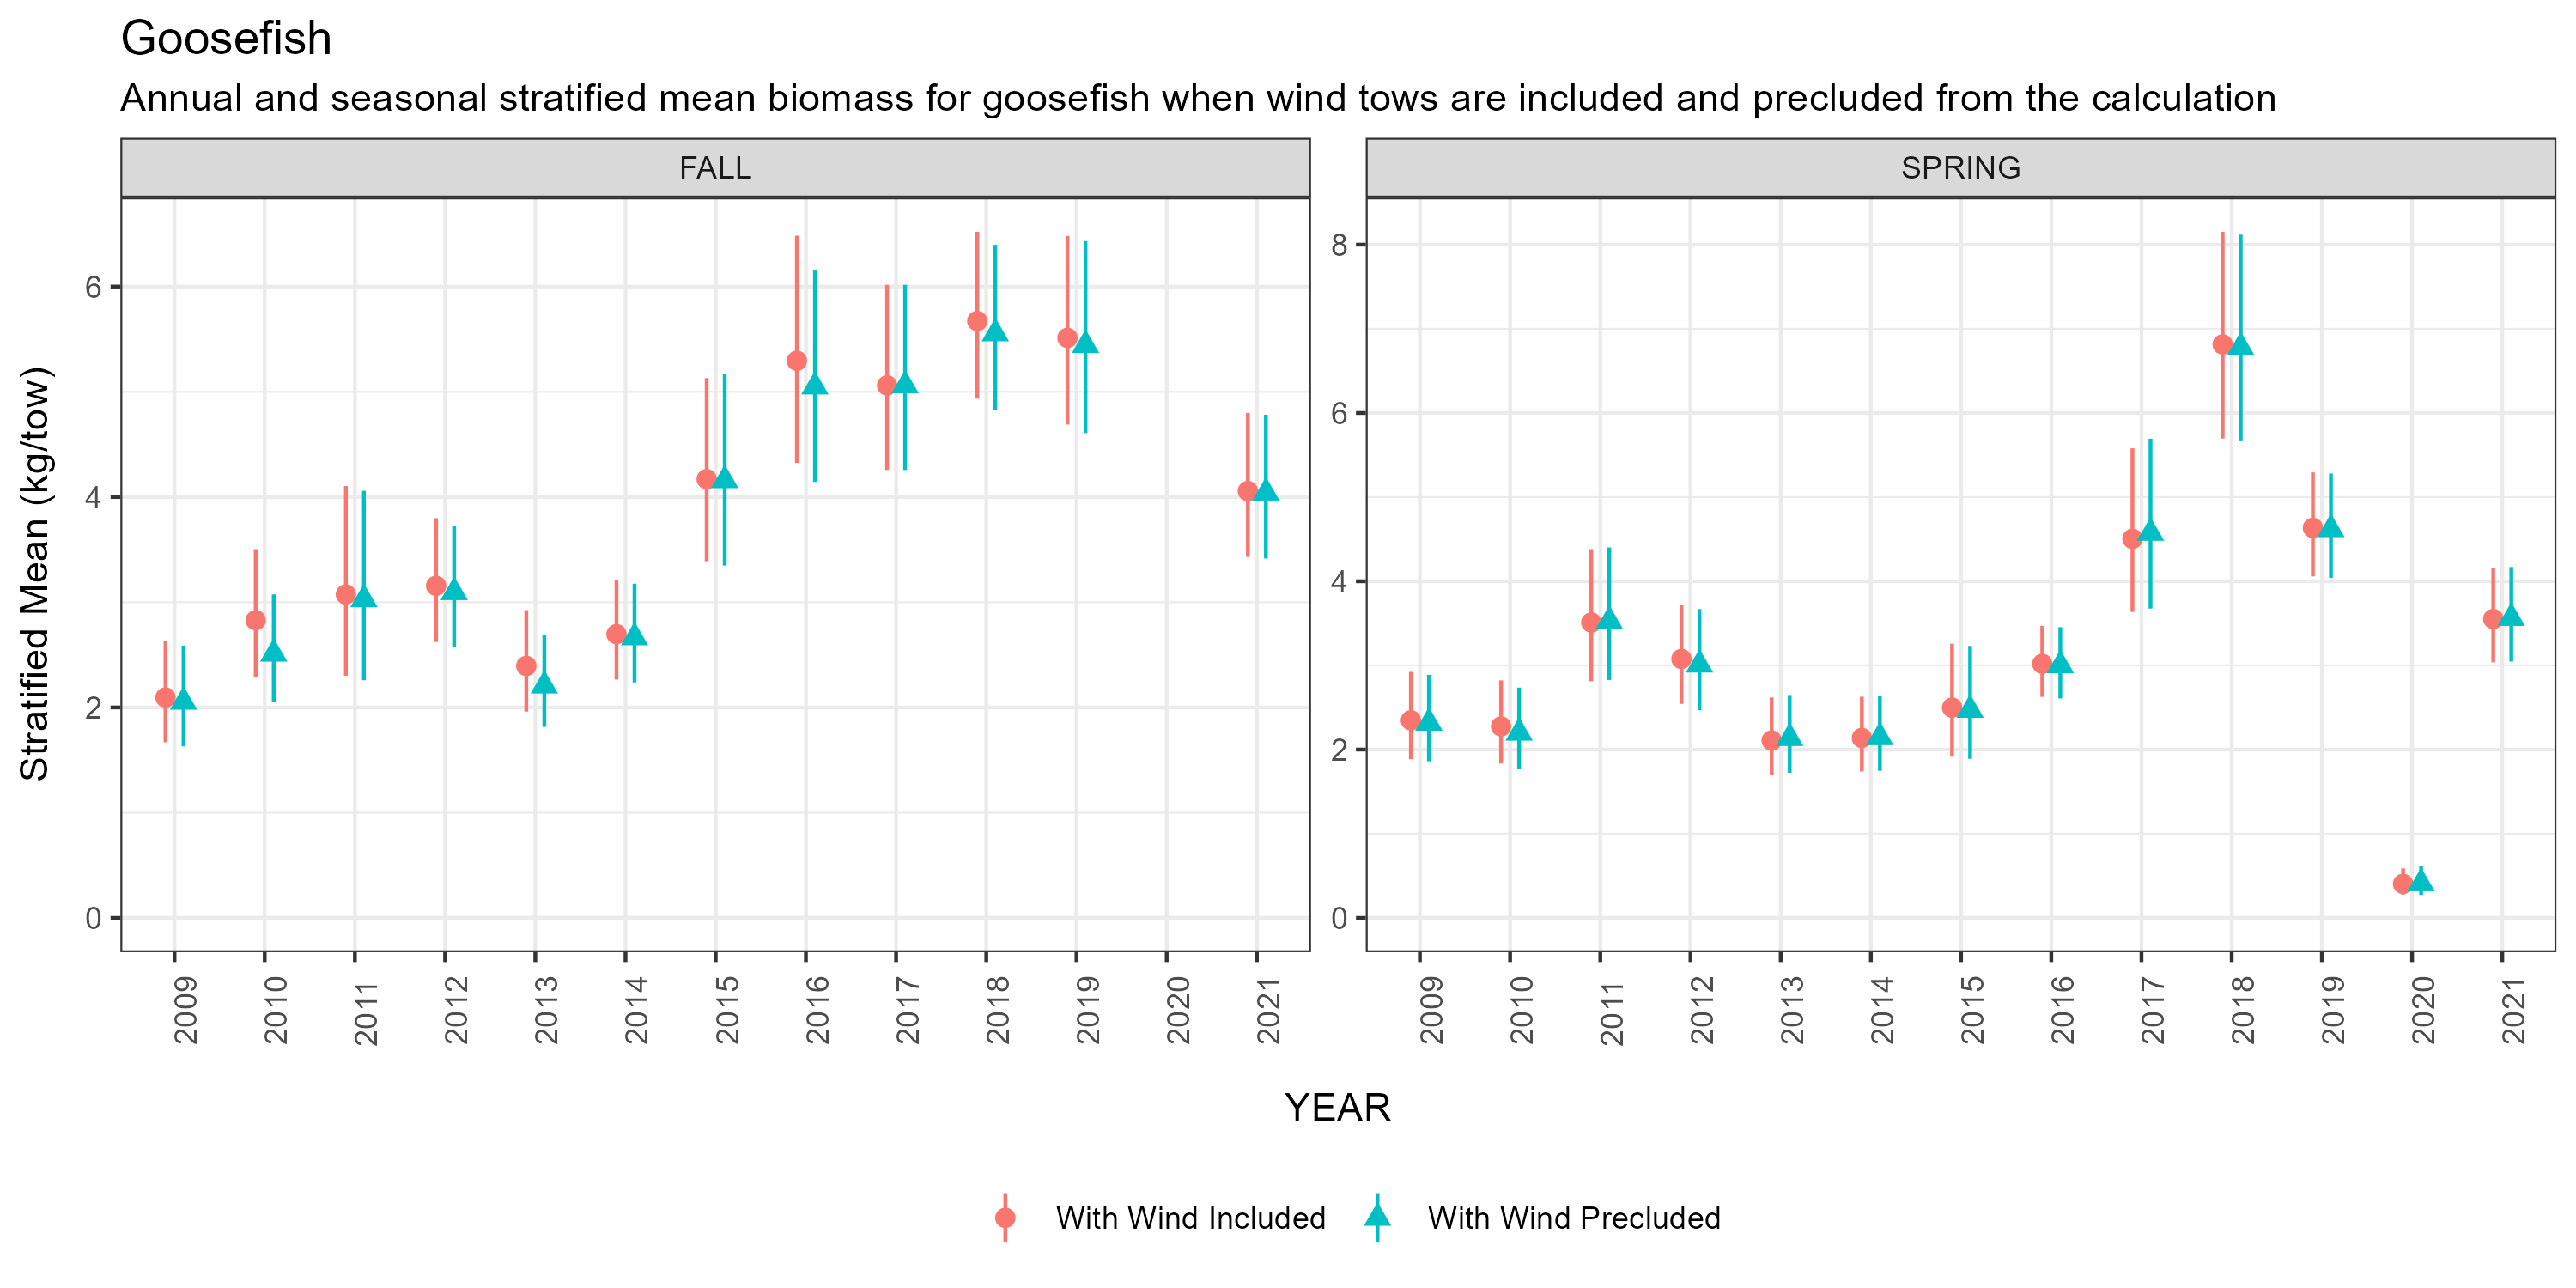 Goosefish
Annual and seasonal stratified mean biomass for goosefish when wind tows are included and precluded from the calculation
FALL
SPRING
Stratified Mean (kg/tow)
6
4
2
0
8
6
4
2
0
2009 2010 2011 2012 2013 2014 2015 2016 2017 2018 2019 2020 2021
2009 2010 2011 2012 2013 2014 2015 2016 2017 2018 2019 2020 2021
YEAR
With Wind Included
With Wind Precluded